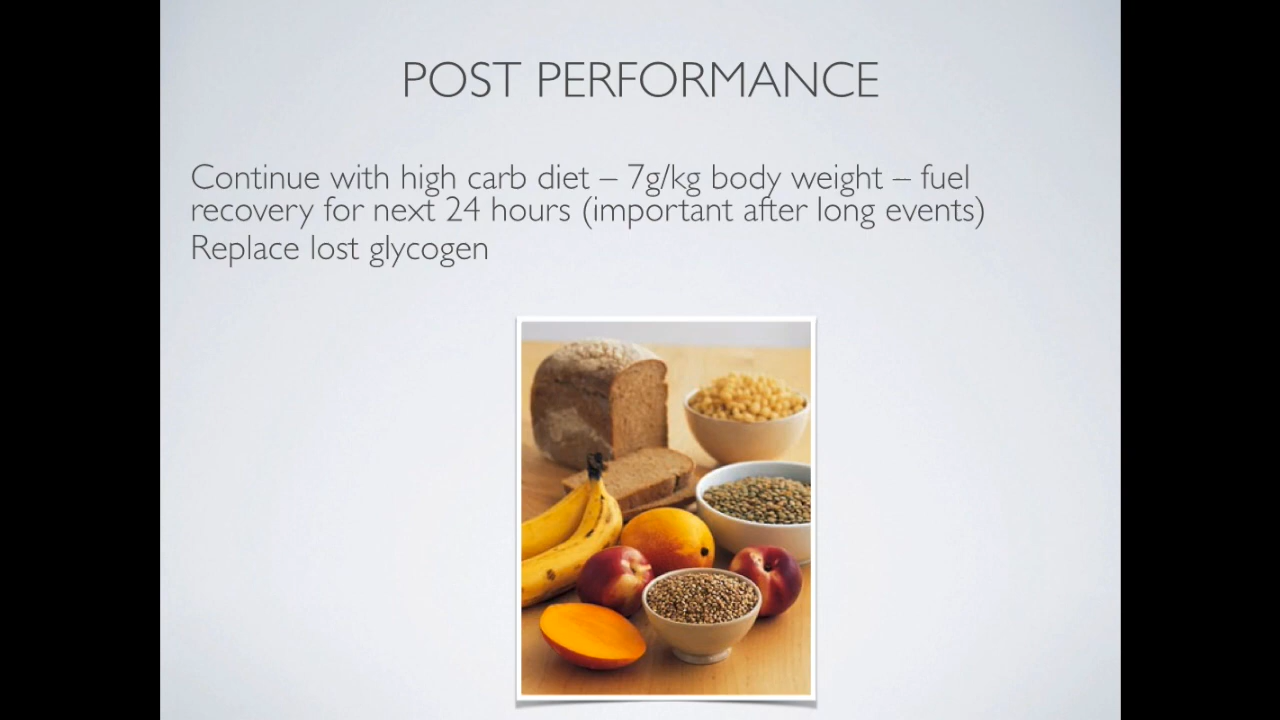 POST PERFORMANCE
Continue with high carb diet – 7g/kg body weight – fuel
recovery for next 24 hours (important after long events)
Replace lost glycogen